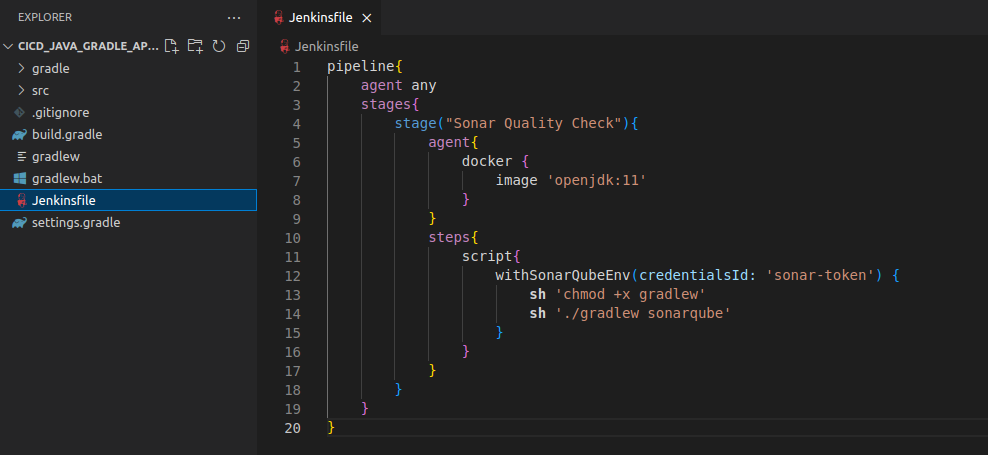 EXPLORER
...
CICD_JAVA_GRADLE_AP...
gradle
src
.gitignore
build.gradle
gradlew
gradlew.bat
Jenkinsfile
settings.gradle
Jenkinsfile
Jenkinsfile
1 pipeline{
2     agent any
3     stages{
4         stage("Sonar Quality Check"){
5             agent{
6                 docker {
7                     image 'openjdk:11'
8                 }
9             }
10             steps{
11                 script{
12                     withSonarQubeEnv(credentialsId: 'sonar-token') {
13                         sh 'chmod +x gradlew'
14                         sh './gradlew sonarqube'
15                     }
16                 }
17             }
18         }
19     }
20 }